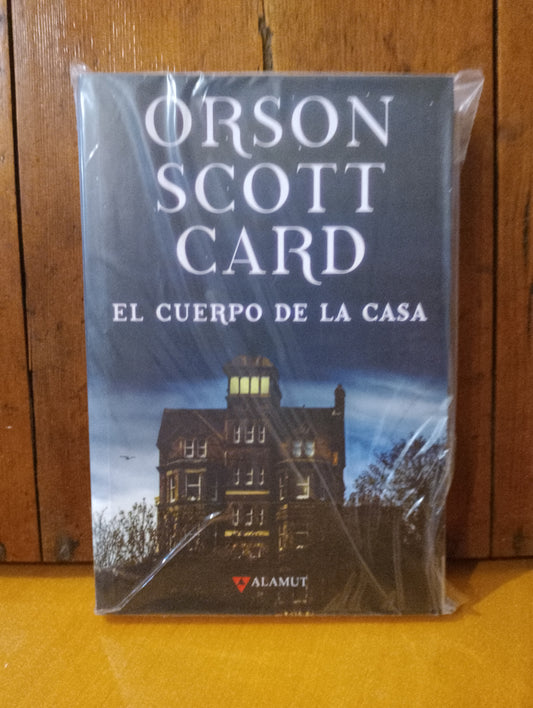 ORSON
SCOTT
CARD
EL CUERPO DE LA CASA
ALAMUT